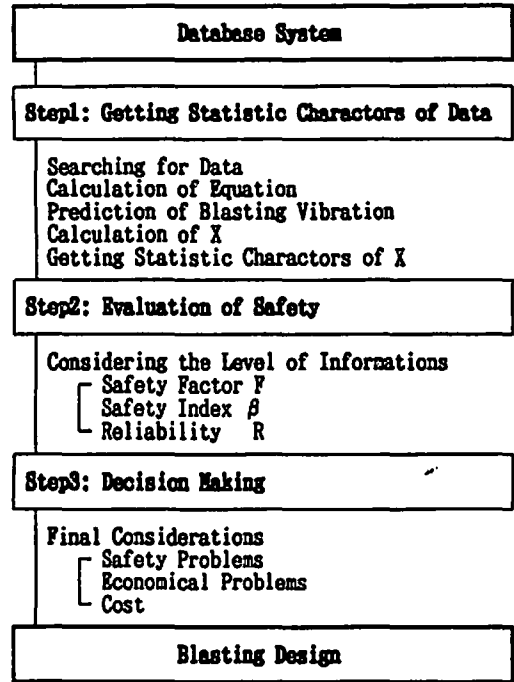 Database System
Step1: Getting Statistic Charactors of Data
Searching for Data
Calculation of Equation
Prediction of Blasting Vibration
Calculation of X
Getting Statistic Charactors of X
Step2: Evaluation of Safety
Considering the Level of Informations
Safety Factor F
Safety Index β
Reliability R
Step3: Decision Making
Final Considerations
Safety Problems
Economical Problems
Cost
Blasting Design